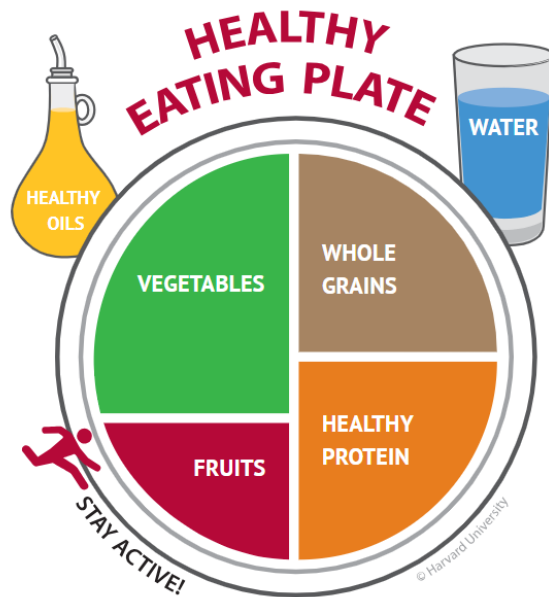 HEALTHY
EATING PLATE
HEALTHY
OILS
WATER
VEGETABLES
WHOLE
GRAINS
FRUITS
HEALTHY
PROTEIN
STAY ACTIVE!
© Harvard University